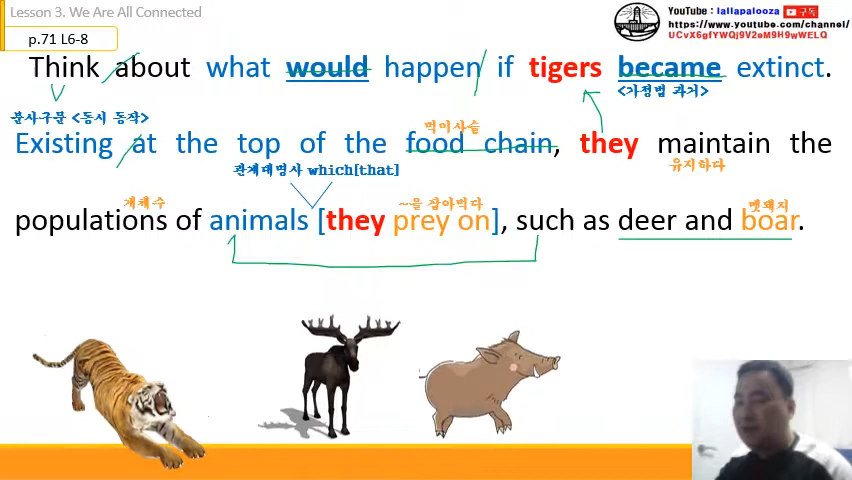 Lesson 3. We Are All Connected
p.71 L6-8
YouTube : lallapalooza 구독
https://www.youtube.com/channel/
UCvX6gfYWQj9V2eM9H9wWELQ
Think about what would happen if tigers became extinct.
분사구문 <동시 동작>
<가정법 과거>
먹이사슬
Existing at the top of the food chain, they maintain the
관계대명사 which[that]
유지하다
개체수
~~을 잡아먹다
멧돼지
populations of animals [they prey on], such as deer and boar.